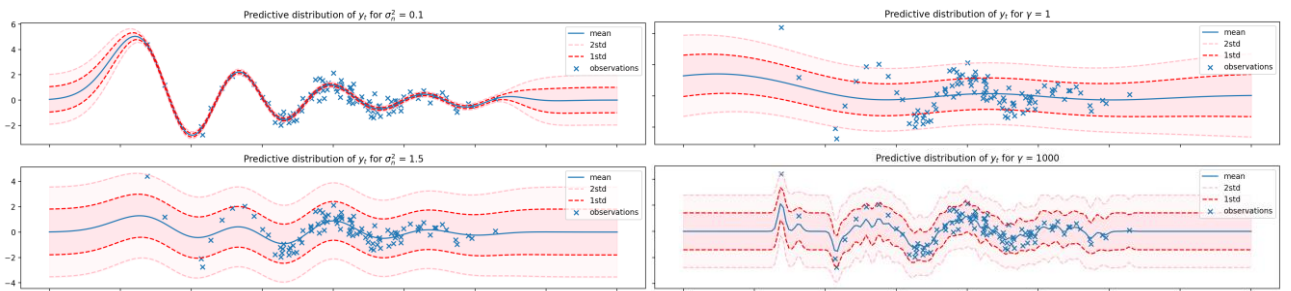 Predictive distribution of yₜ for σₙ² = 0.1
6
4
2
0
−2
mean
2std
1std
observations
Predictive distribution of yₜ for γ = 1
mean
2std
1std
observations
Predictive distribution of yₜ for σₙ² = 1.5
4
2
0
−2
−4
mean
2std
1std
observations
Predictive distribution of yₜ for γ = 1000
mean
2std
1std
observations